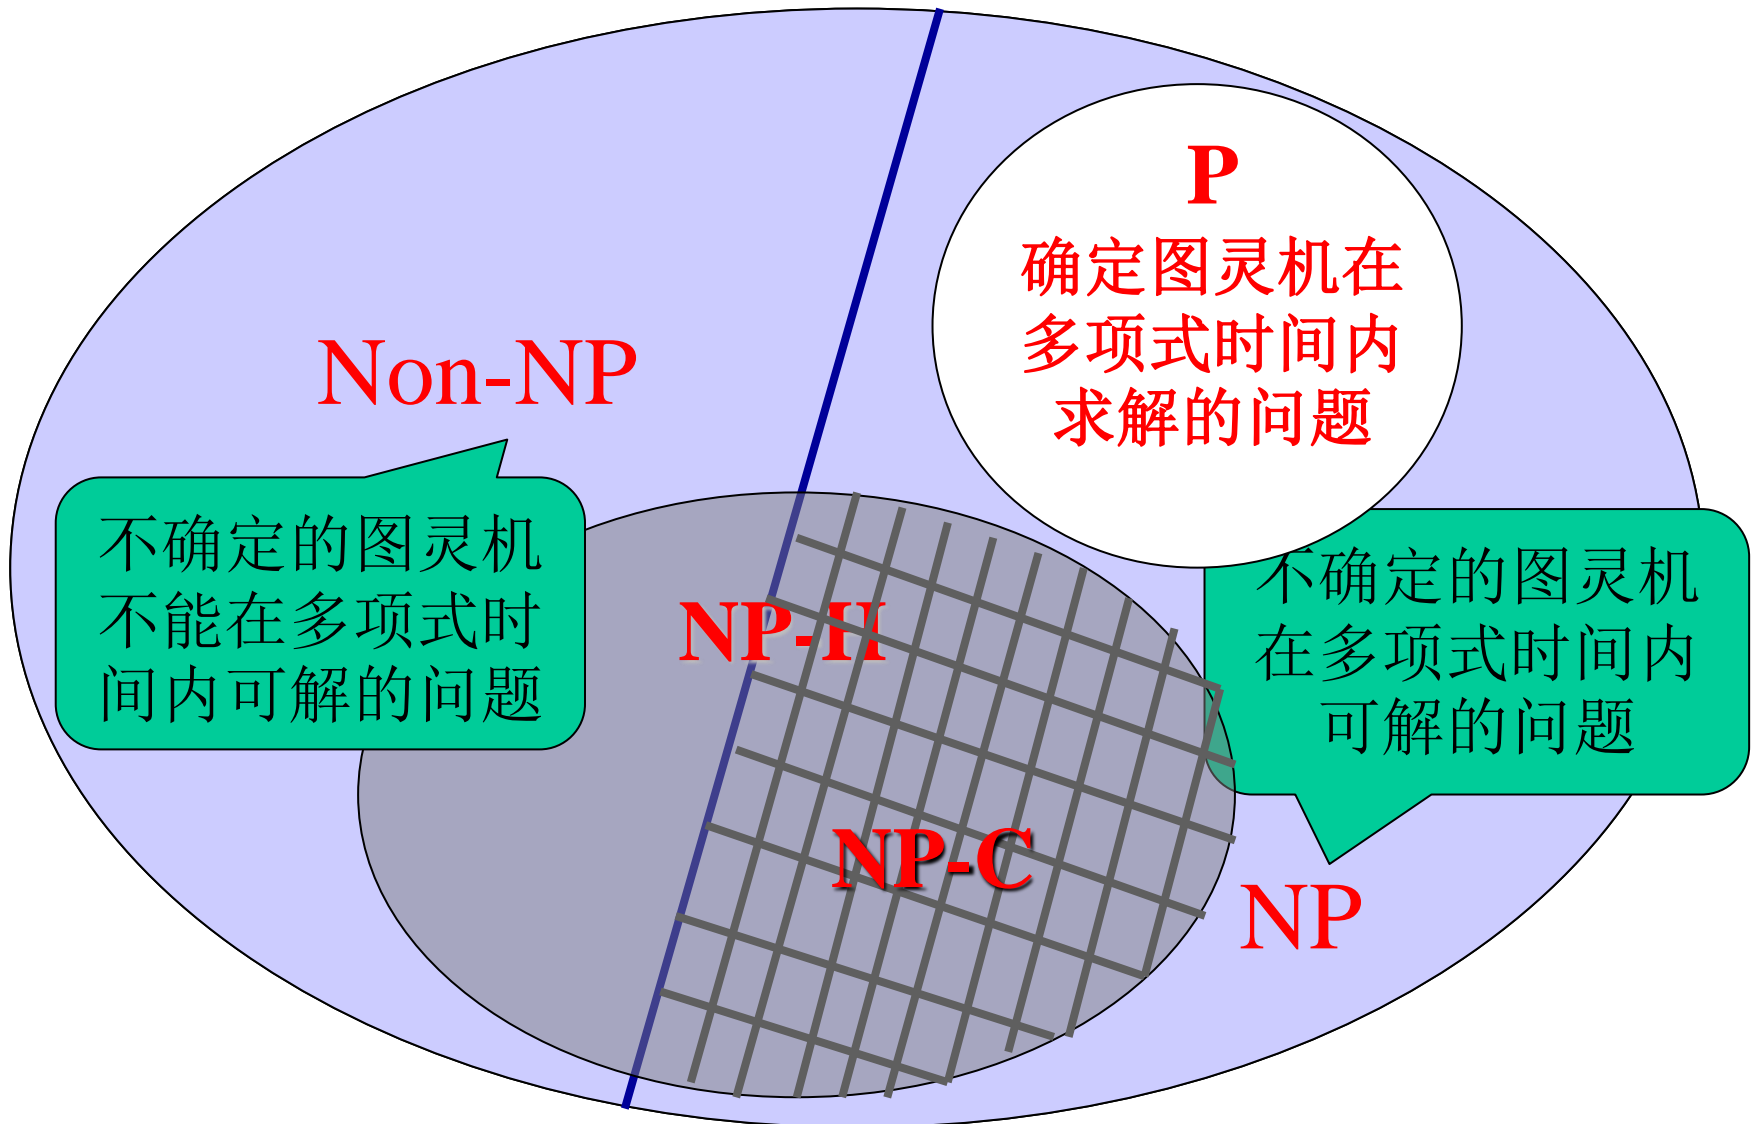 P
确定图灵机在
多项式时间内
求解的问题
Non-NP
不确定的图灵机
不能在多项式时
间内可解的问题
不确定的图灵机
在多项式时间内
可解的问题
NP-H
NP-C
NP